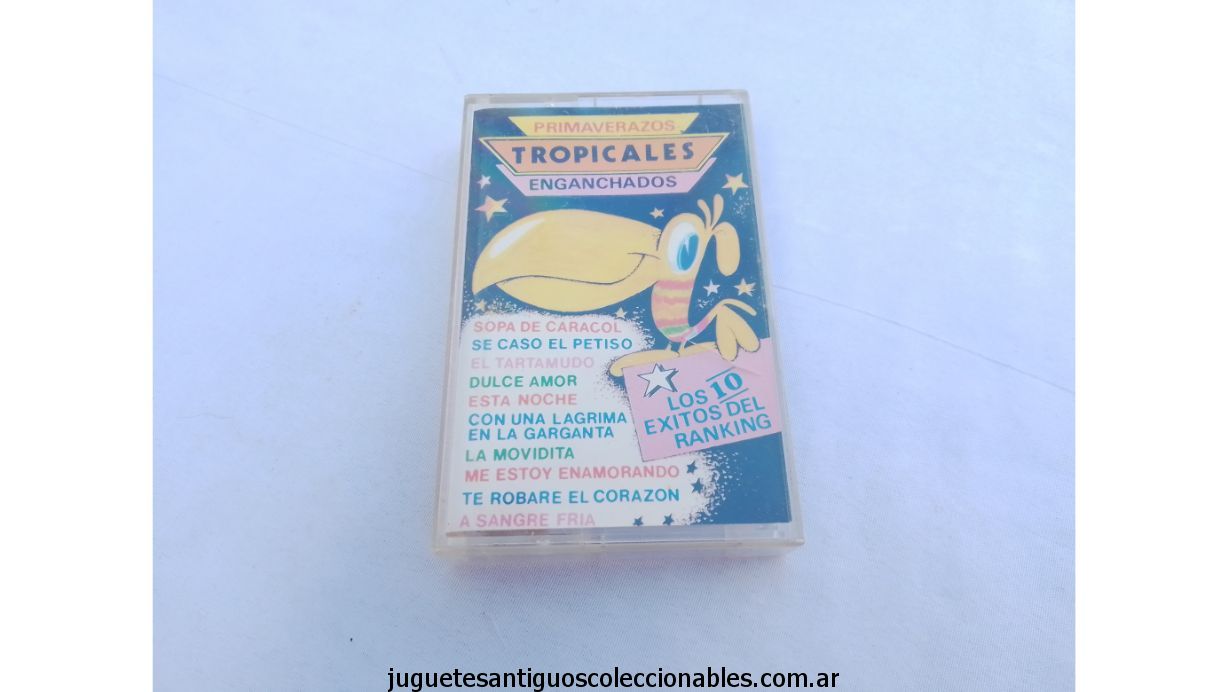 PRIMAVERAZOS
TROPICALES
ENGANCHADOS
SOPA DE CARACOL
SE CASO EL PETISO
EL TARTAMUDO
DULCE AMOR
ESTA NOCHE
CON UNA LAGRIMA
EN LA GARGANTA
LA MOVIDITA
ME ESTOY ENAMORANDO
TE ROBARE EL CORAZON
A SANGRE FRIA
LOS 10
EXITOS DEL
RANKING
juguetesantiguoscoleccionables.com.ar